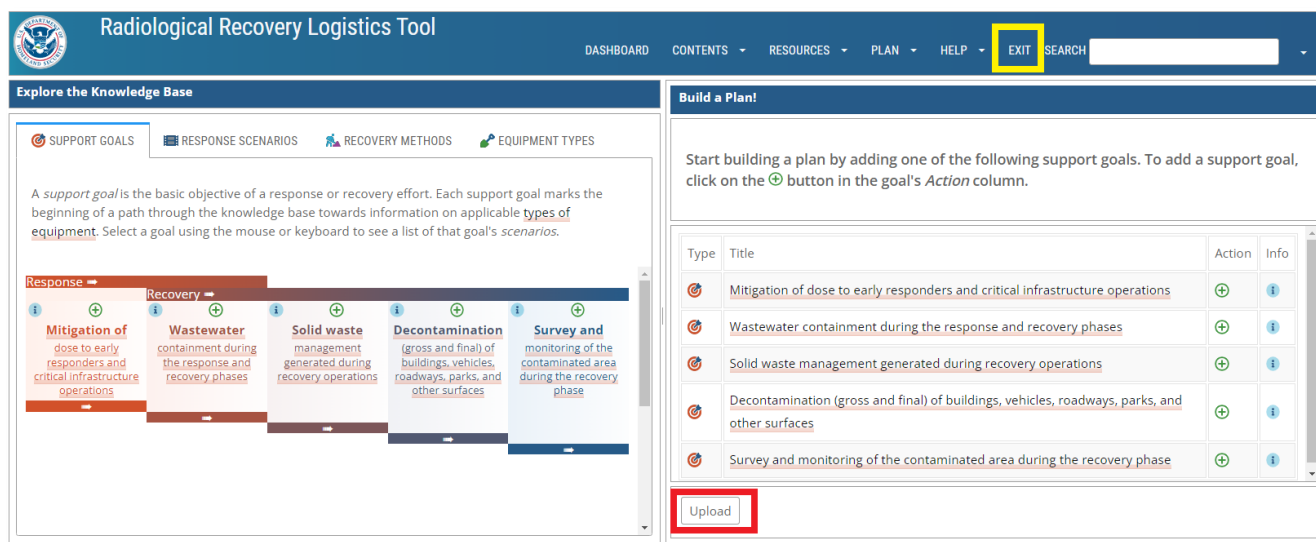 Radiological Recovery Logistics Tool
DASHBOARD CONTENTS RESOURCES PLAN HELP EXIT SEARCH
Explore the Knowledge Base
SUPPORT GOALS RESPONSE SCENARIOS RECOVERY METHODS EQUIPMENT TYPES
A support goal is the basic objective of a response or recovery effort. Each support goal marks the
beginning of a path through the knowledge base towards information on applicable types of
equipment. Select a goal using the mouse or keyboard to see a list of that goal's scenarios.
Response
Recovery
Mitigation of
dose to early
responders and
critical infrastructure
operations
Wastewater
containment during
the response and
recovery phases
Solid waste
management
generated during
recovery operations
Decontamination
(gross and final) of
buildings, vehicles,
roadways, parks, and
other surfaces
Survey and
monitoring of the
contaminated area
during the recovery
phase
Build a Plan!
Start building a plan by adding one of the following support goals. To add a support goal,
click on the ⊕ button in the goal's Action column.
Type Title Action Info
Mitigation of dose to early responders and critical infrastructure operations
Wastewater containment during the response and recovery phases
Solid waste management generated during recovery operations
Decontamination (gross and final) of buildings, vehicles, roadways, parks, and
other surfaces
Survey and monitoring of the contaminated area during the recovery phase
Upload